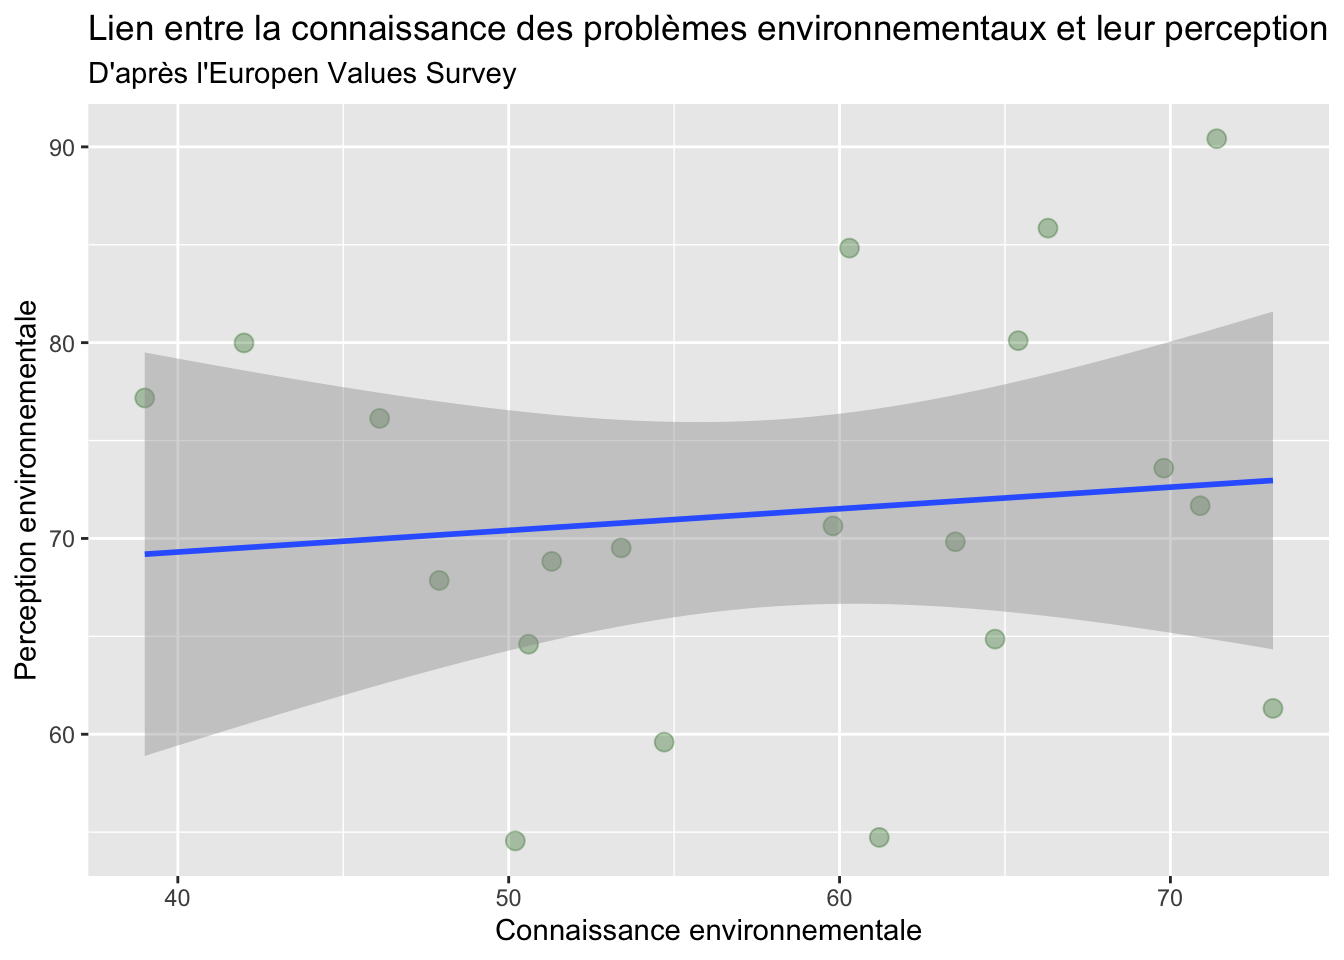 Lien entre la connaissance des problèmes environnementaux et leur perception
D'après l'Europen Values Survey
90
80
70
60
Perception environnementale
40 50 60 70
Connaissance environnementale